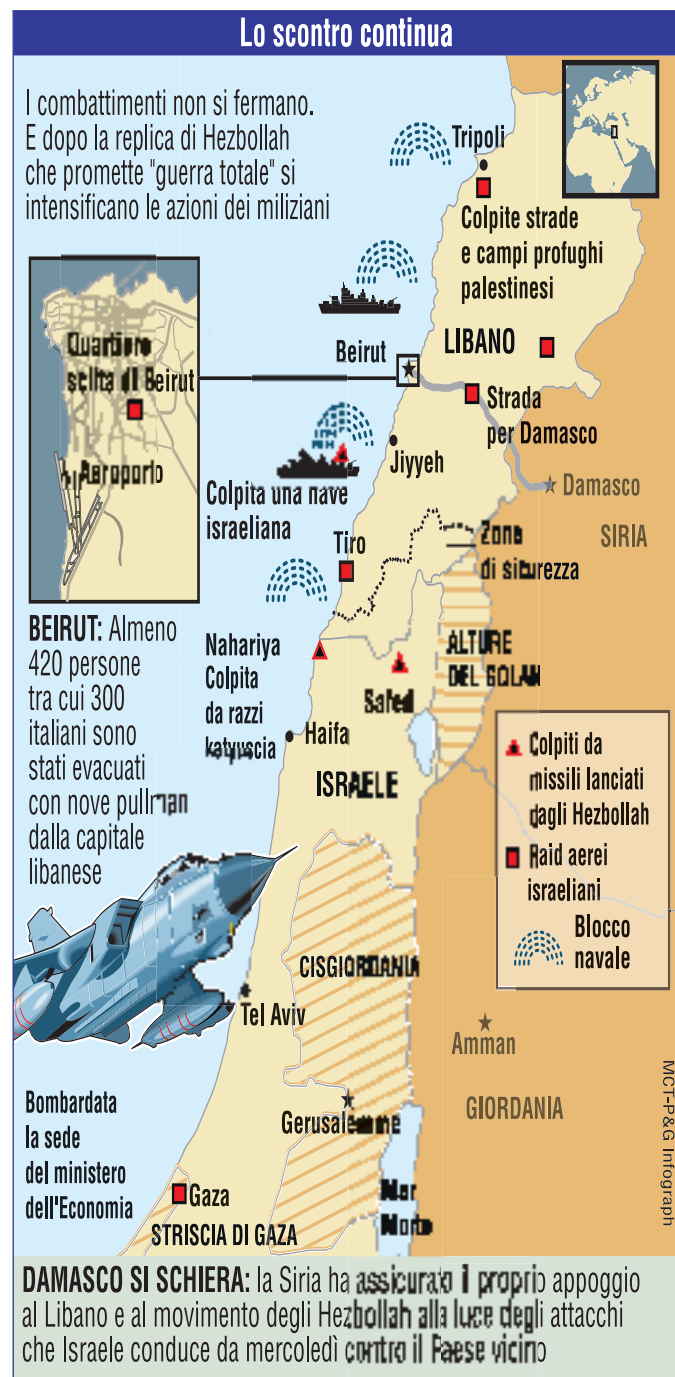 Lo scontro continua
I combattimenti non si fermano.
E dopo la replica di Hezbollah
che promette "guerra totale" si
intensificano le azioni dei miliziani
Tripoli
Colpite strade
e campi profughi
palestinesi
LIBANO
Beirut
Quartiere
sciita di Beirut
Aeroporto
Strada
per Damasco
Jiyyeh
Damasco
Colpita una nave
israeliana
SIRIA
Zona
di sicurezza
Tiro
BEIRUT: Almeno
420 persone
tra cui 300
italiani sono
stati evacuati
con nove pullman
dalla capitale
libanese
Nahariya
Colpita
da razzi
katyuscia
ALTURE
DEL GOLAN
Safed
Haifa
ISRAELE
Colpiti da
missili lanciati
dagli Hezbollah
Raid aerei
israeliani
Blocco
navale
CISGIORDANIA
Tel Aviv
Amman
GIORDANIA
Gerusalemme
Bombardata
la sede
del ministero
dell'Economia
Gaza
STRISCIA DI GAZA
Mar
Morto
MCT-P&G Infograph
DAMASCO SI SCHIERA: la Siria ha assicurato il proprio appoggio
al Libano e al movimento degli Hezbollah alla luce degli attacchi
che Israele conduce da mercoledì contro il Paese vicino